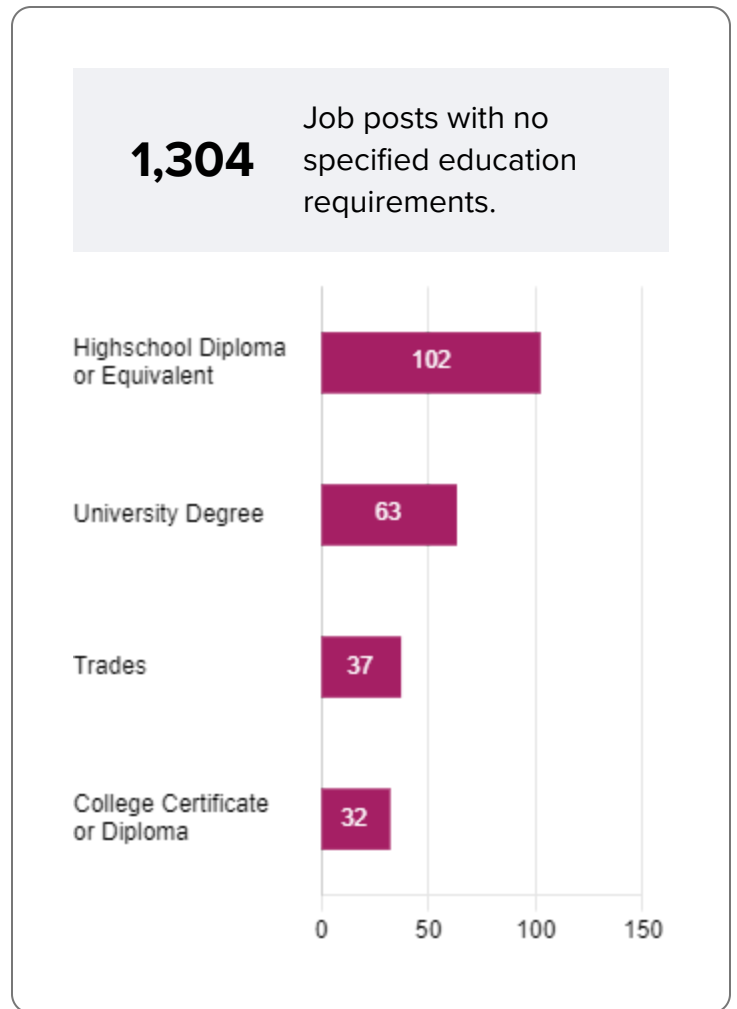 1,304
Job posts with no
specified education
requirements.
Highschool Diploma
or Equivalent
102
University Degree
63
Trades
37
College Certificate
or Diploma
32
0 50 100 150